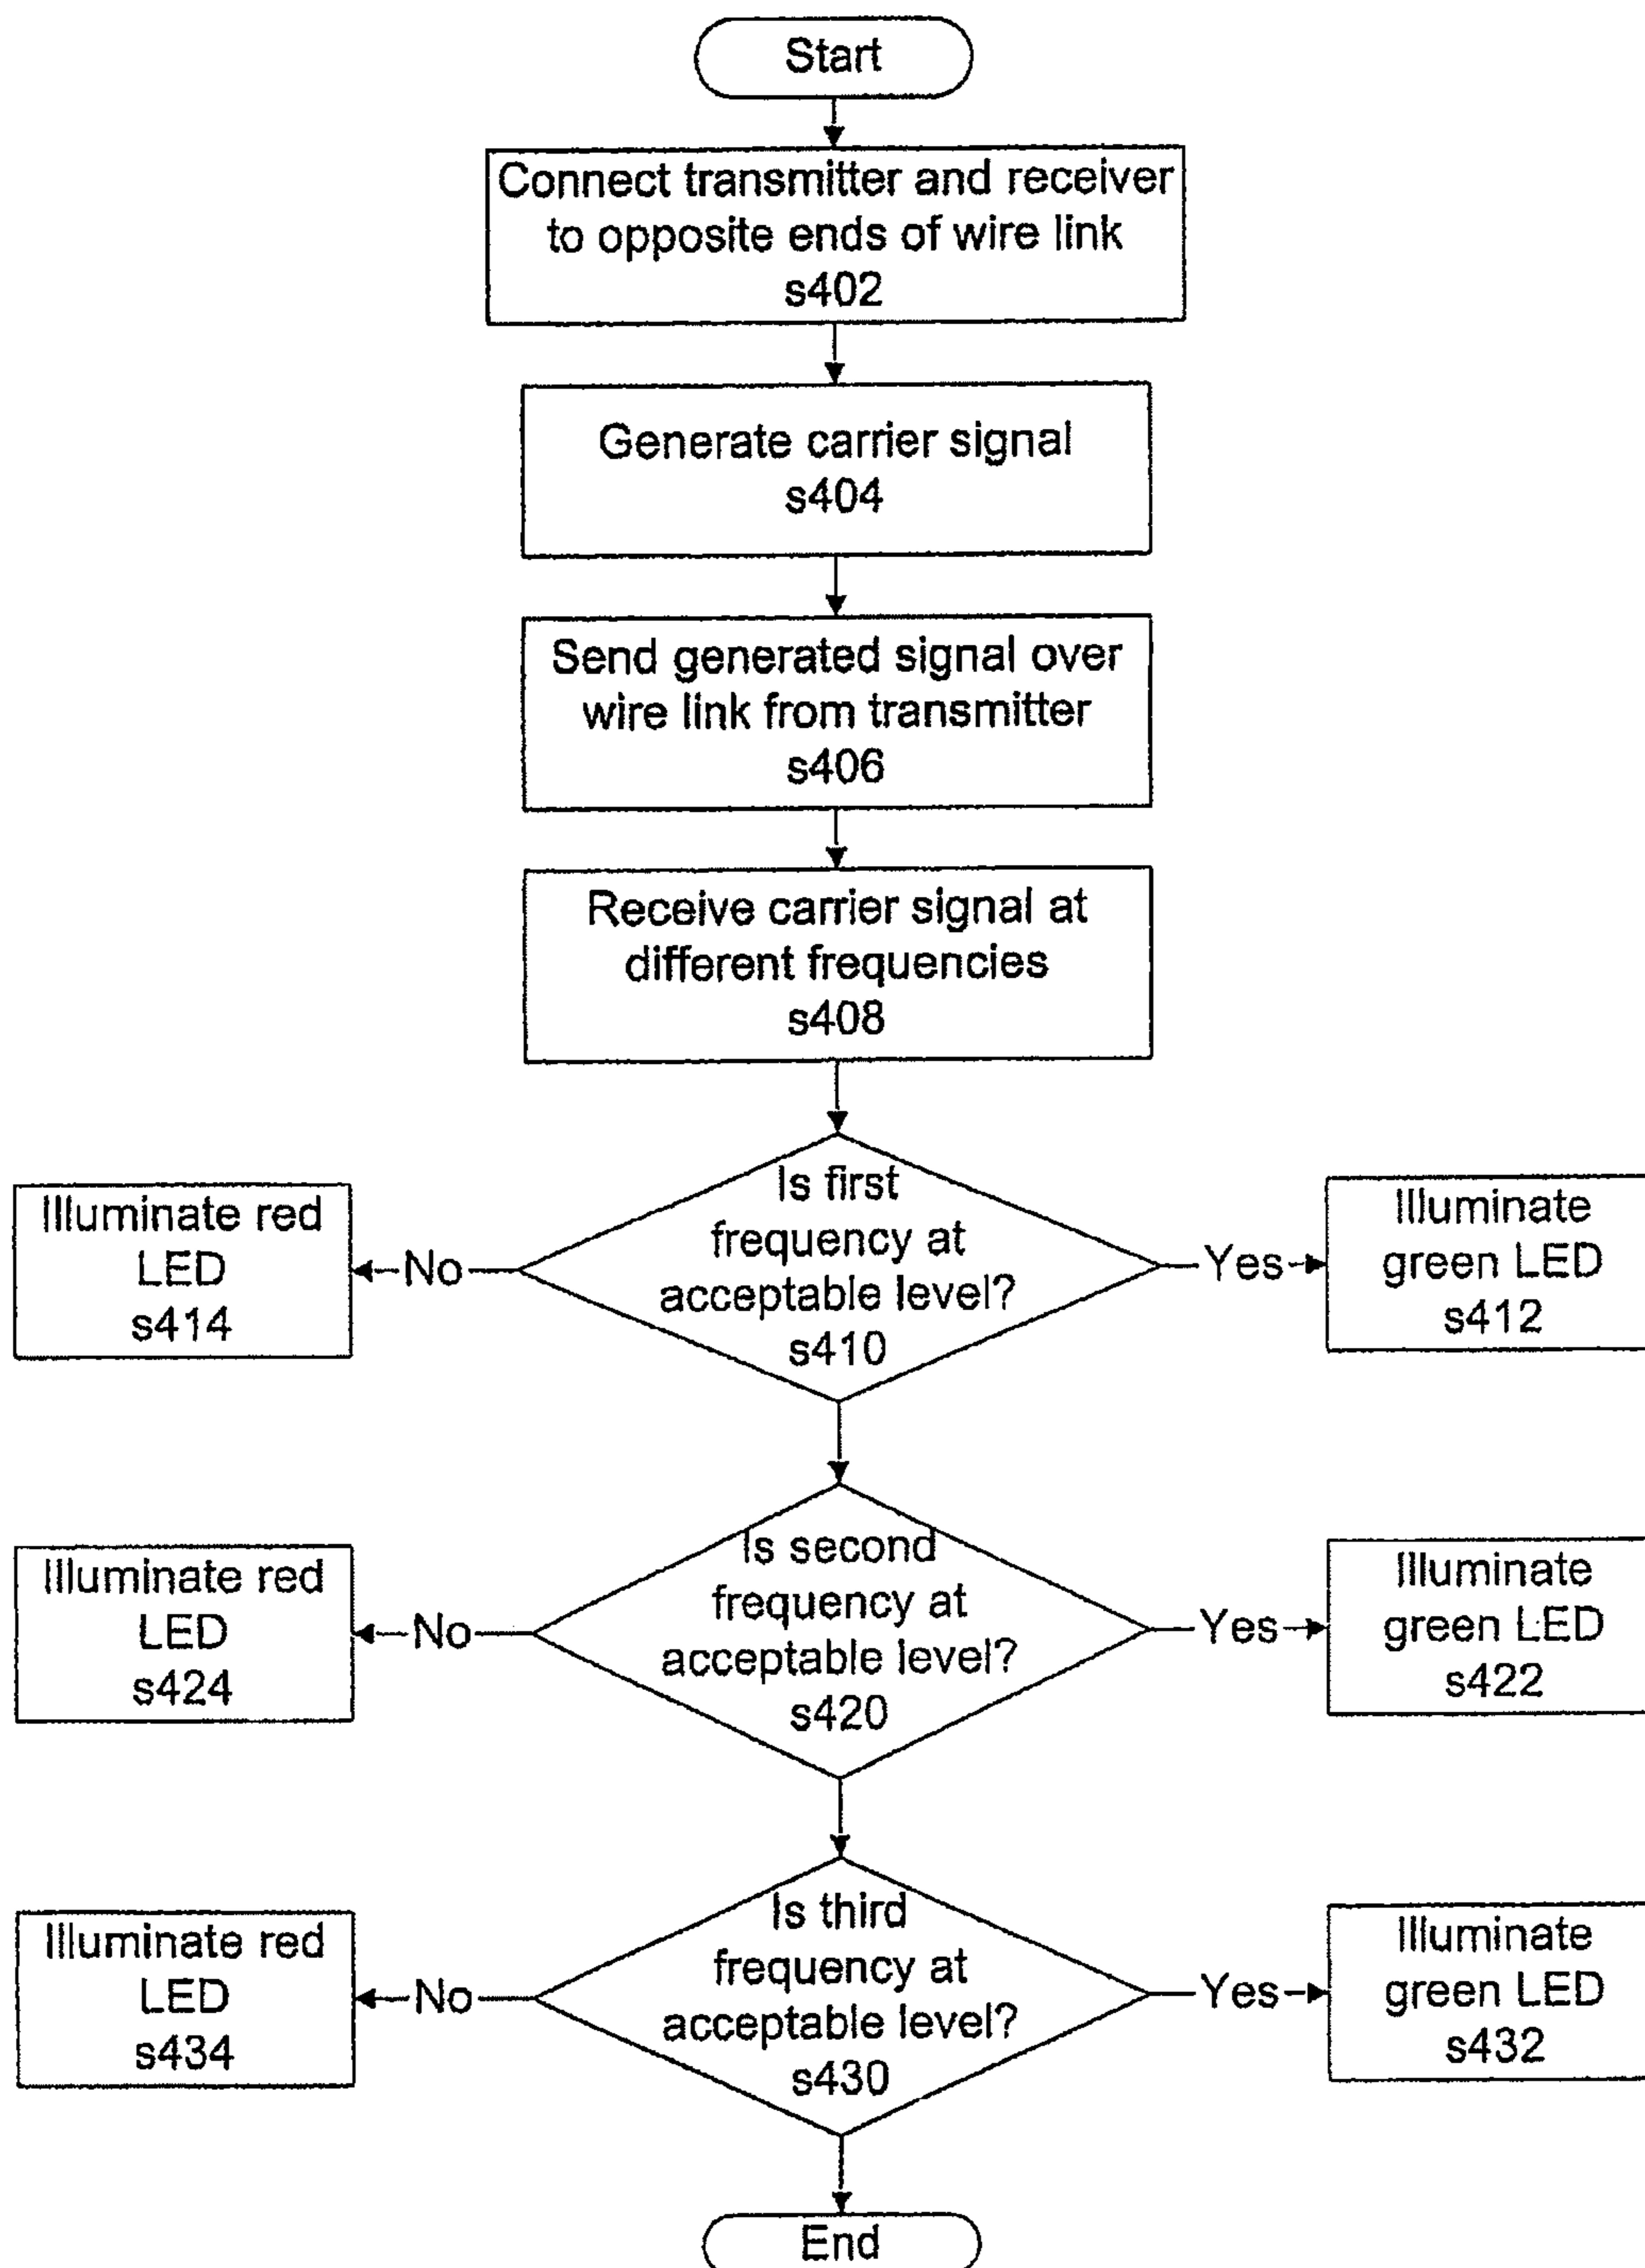 Start
Connect transmitter and receiver
to opposite ends of wire link
s402
Generate carrier signal
s404
Send generated signal over
wire link from transmitter
s406
Receive carrier signal at
different frequencies
s408
Is first
frequency at
acceptable level?
s410
No
Illuminate red
LED
s414
Yes
Illuminate
green LED
s412
Is second
frequency at
acceptable level?
s420
No
Illuminate red
LED
s424
Yes
Illuminate
green LED
s422
Is third
frequency at
acceptable level?
s430
No
Illuminate red
LED
s434
Yes
Illuminate
green LED
s432
End